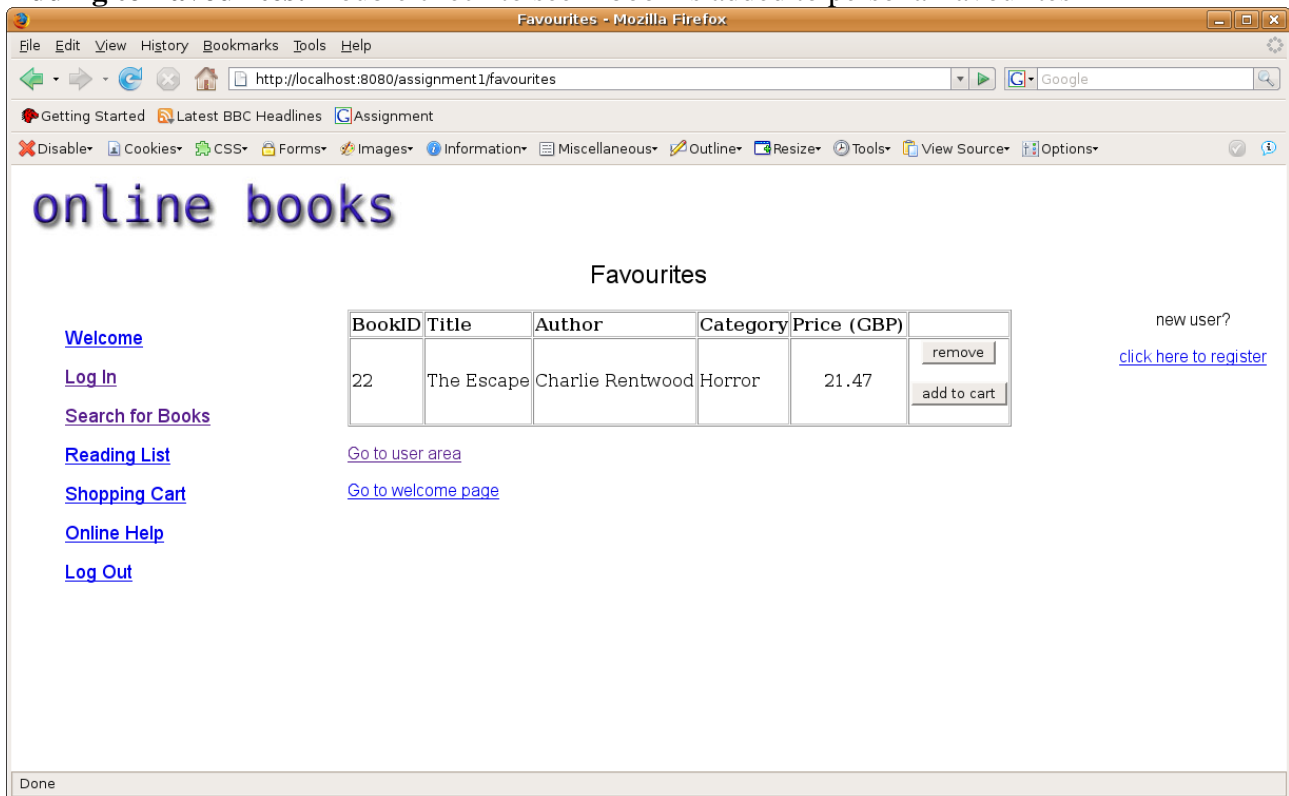 Favourites - Mozilla Firefox
File Edit View History Bookmarks Tools Help
http://localhost:8080/assignment1/favourites
G Google
Getting Started Latest BBC Headlines Assignment
Disable Cookies CSS Forms Images Information Miscellaneous Outline Resize Tools View Source Options
online books
Favourites
Welcome
Log In
Search for Books
Reading List
Shopping Cart
Online Help
Log Out
BookID Title Author Category Price (GBP)
22 The Escape Charlie Rentwood Horror 21.47
remove
add to cart
Go to user area
Go to welcome page
new user?
click here to register
Done